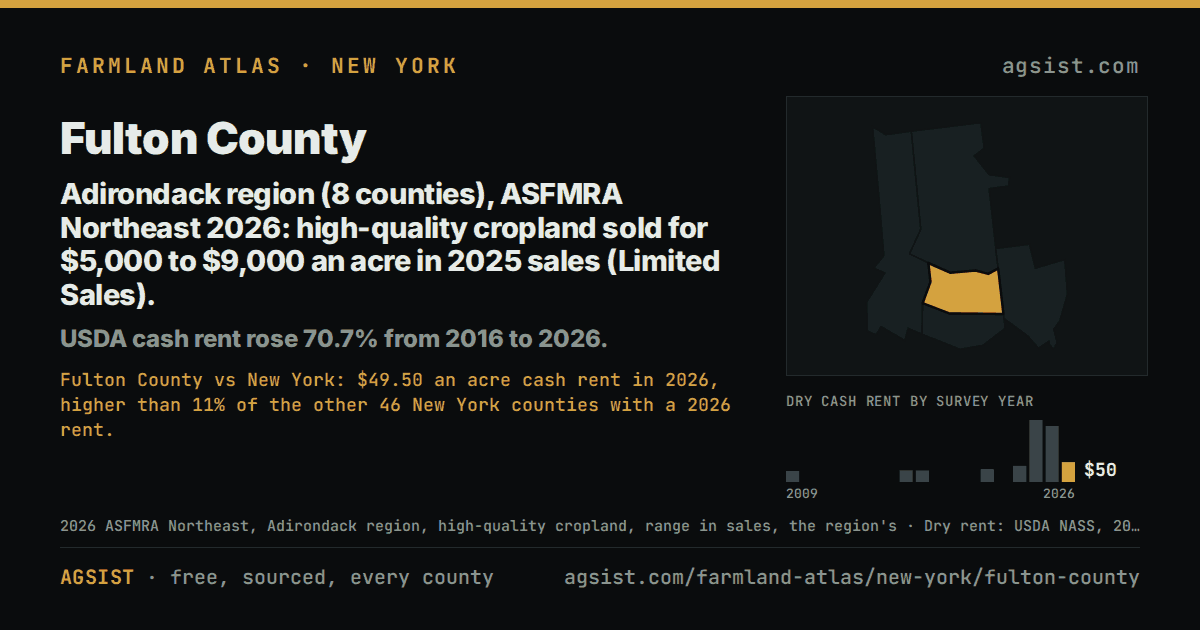 FARMLAND ATLAS · NEW YORK
agsist.com
Fulton County
Adirondack region (8 counties), ASFMRA
Northeast 2026: high-quality cropland sold for
$5,000 to $9,000 an acre in 2025 sales (Limited
Sales).
USDA cash rent rose 70.7% from 2016 to 2026.
Fulton County vs New York: $49.50 an acre cash rent in 2026,
higher than 11% of the other 46 New York counties with a 2026
rent.
DRY CASH RENT BY SURVEY YEAR
$50
2009 2026
2026 ASFMRA Northeast, Adirondack region, high-quality cropland, range in sales, the region's · Dry rent: USDA NASS, 20…
AGSIST · free, sourced, every county
agsist.com/farmland-atlas/new-york/fulton-county